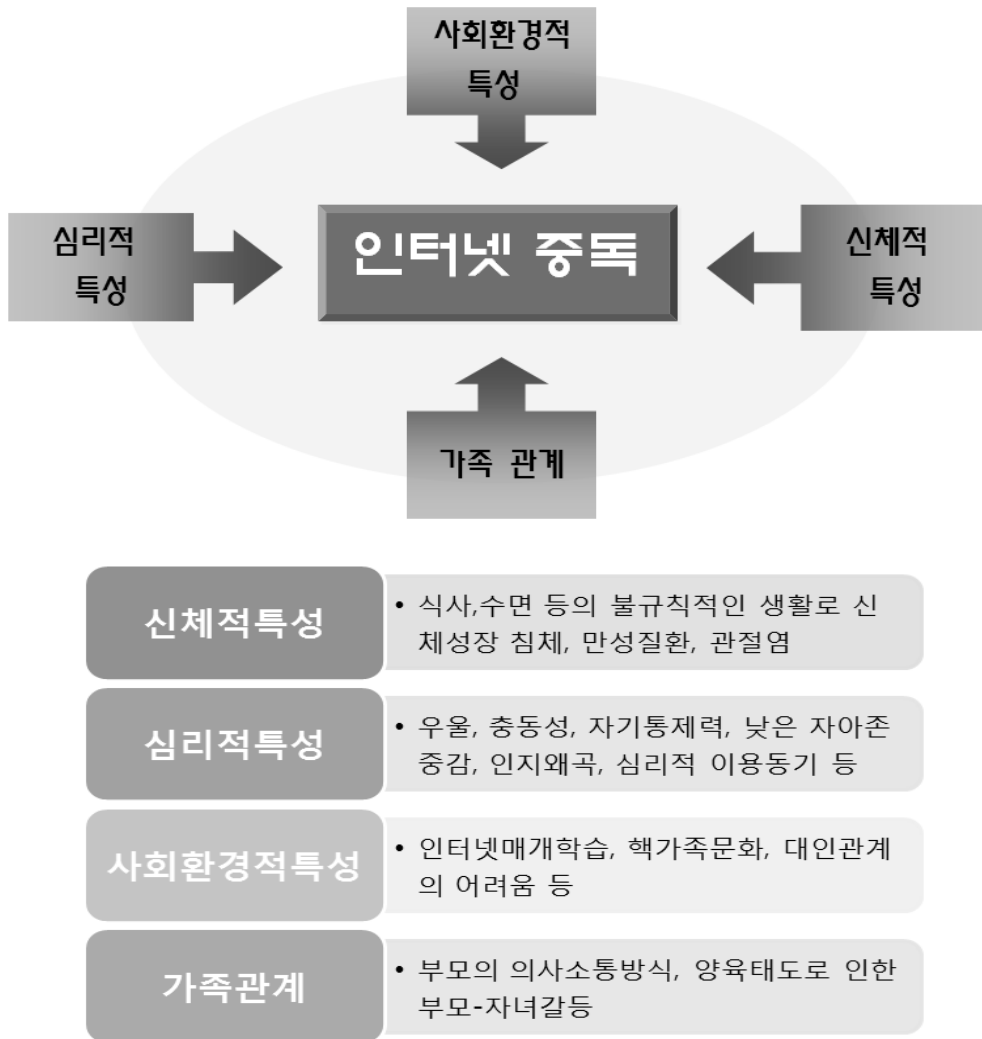 사회환경적
특성
심리적
특성
인터넷 중독
신체적
특성
가족 관계
신체적특성
• 식사,수면 등의 불규칙적인 생활로 신
체성장 침체, 만성질환, 관절염
심리적특성
• 우울, 충동성, 자기통제력, 낮은 자아존
중감, 인지왜곡, 심리적 이용동기 등
사회환경적특성
• 인터넷매개학습, 핵가족문화, 대인관계
의 어려움 등
가족관계
• 부모의 의사소통방식, 양육태도로 인한
부모-자녀갈등